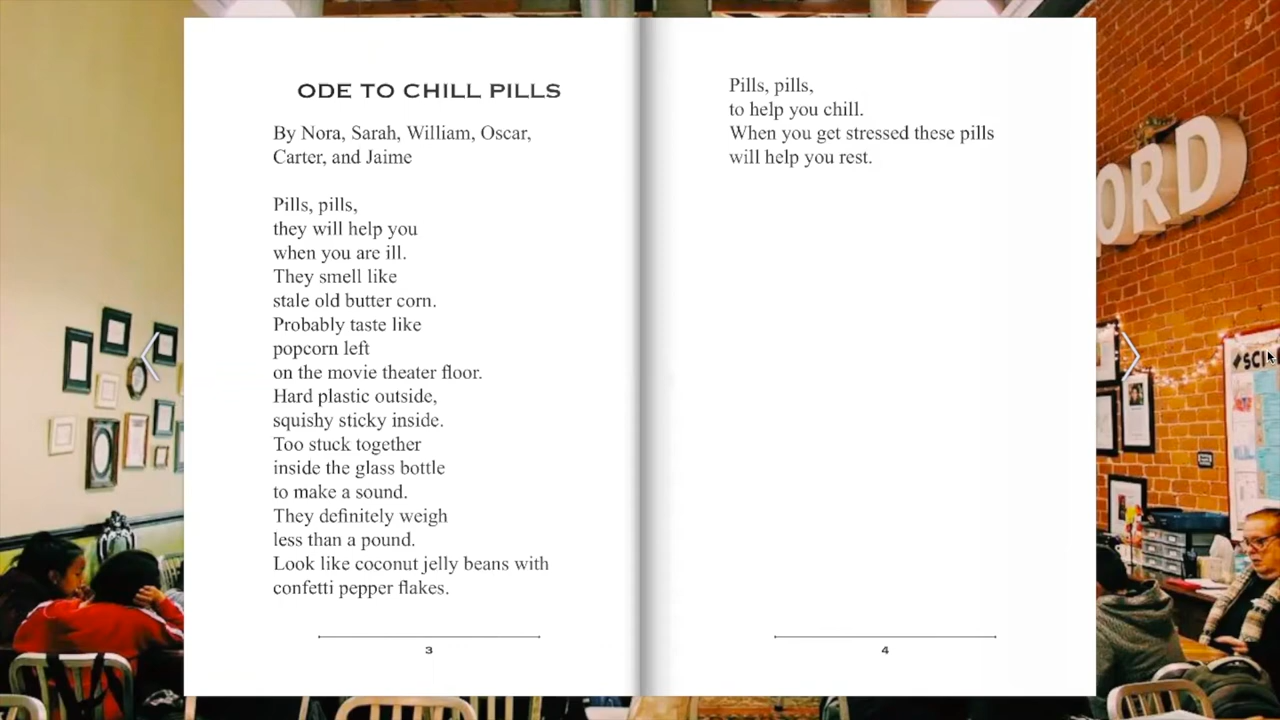 ODE TO CHILL PILLS
By Nora, Sarah, William, Oscar,
Carter, and Jaime
Pills, pills,
they will help you
when you are ill.
They smell like
stale old butter corn.
Probably taste like
popcorn left
on the movie theater floor.
Hard plastic outside,
squishy sticky inside.
Too stuck together
inside the glass bottle
to make a sound.
They definitely weigh
less than a pound.
Look like coconut jelly beans with
confetti pepper flakes.
3
Pills, pills,
to help you chill.
When you get stressed these pills
will help you rest.
4
ORD
SCI